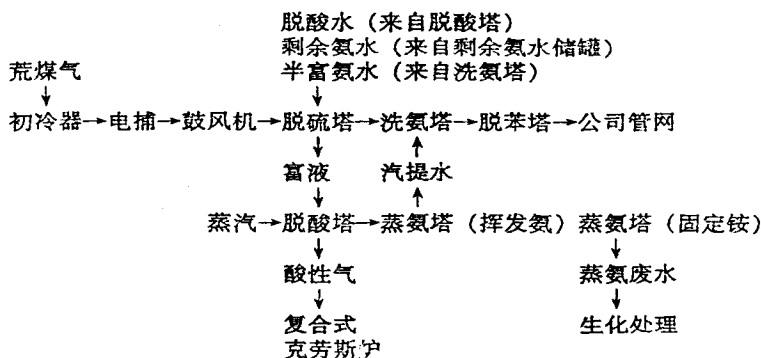 脱酸水（来自脱酸塔）
剩余氨水（来自剩余氨水储罐）
荒煤气 半富氨水（来自洗氨塔）
初冷器→电捕→鼓风机→脱硫塔→洗氨塔→脱苯塔→公司管网
富液 汽提水
蒸汽→脱酸塔→蒸氨塔（挥发氨） 蒸氨塔（固定铵）
酸性气 蒸氨废水
复合式 生化处理
克劳斯炉